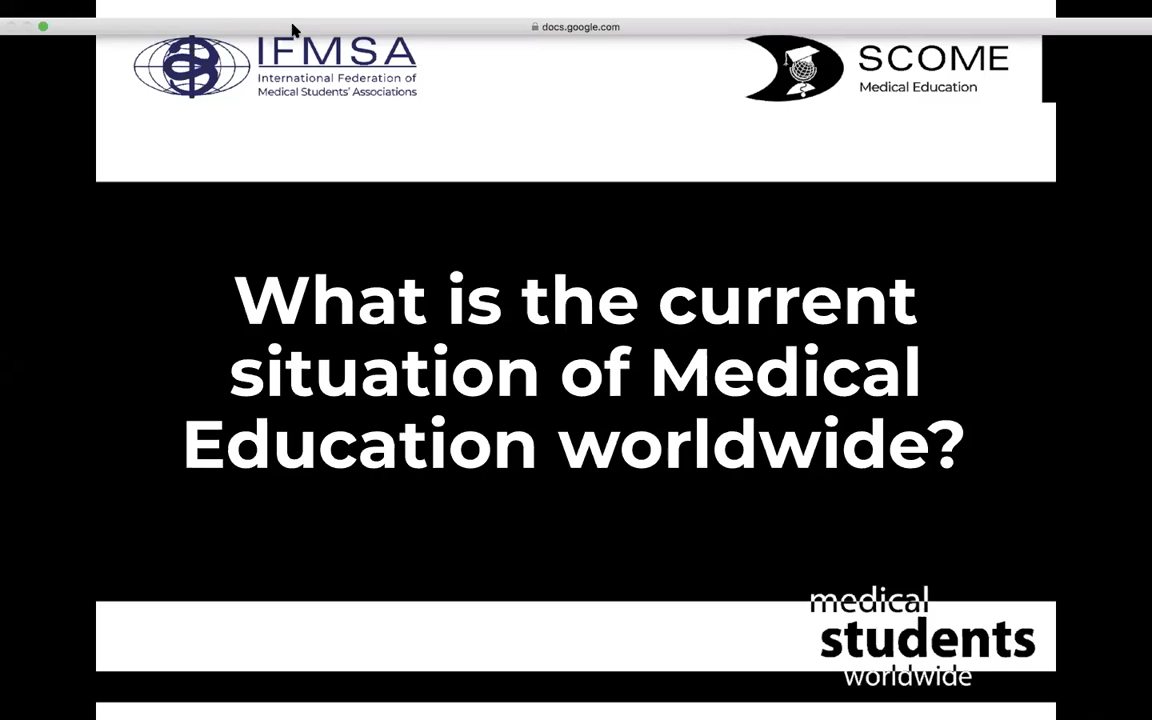 docs.google.com
IFMSA
International Federation of
Medical Students' Associations
SCOME
Medical Education
What is the current
situation of Medical
Education worldwide?
medical
students
worldwide